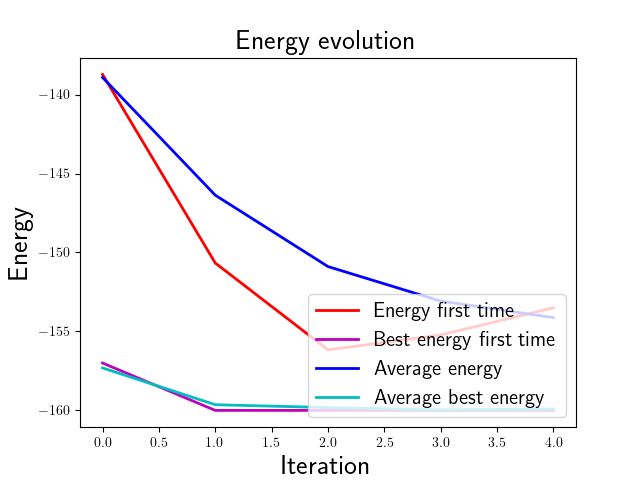 Energy evolution
Energy
−140
−145
−150
−155
−160
Energy first time
Best energy first time
Average energy
Average best energy
0.0 0.5 1.0 1.5 2.0 2.5 3.0 3.5 4.0
Iteration